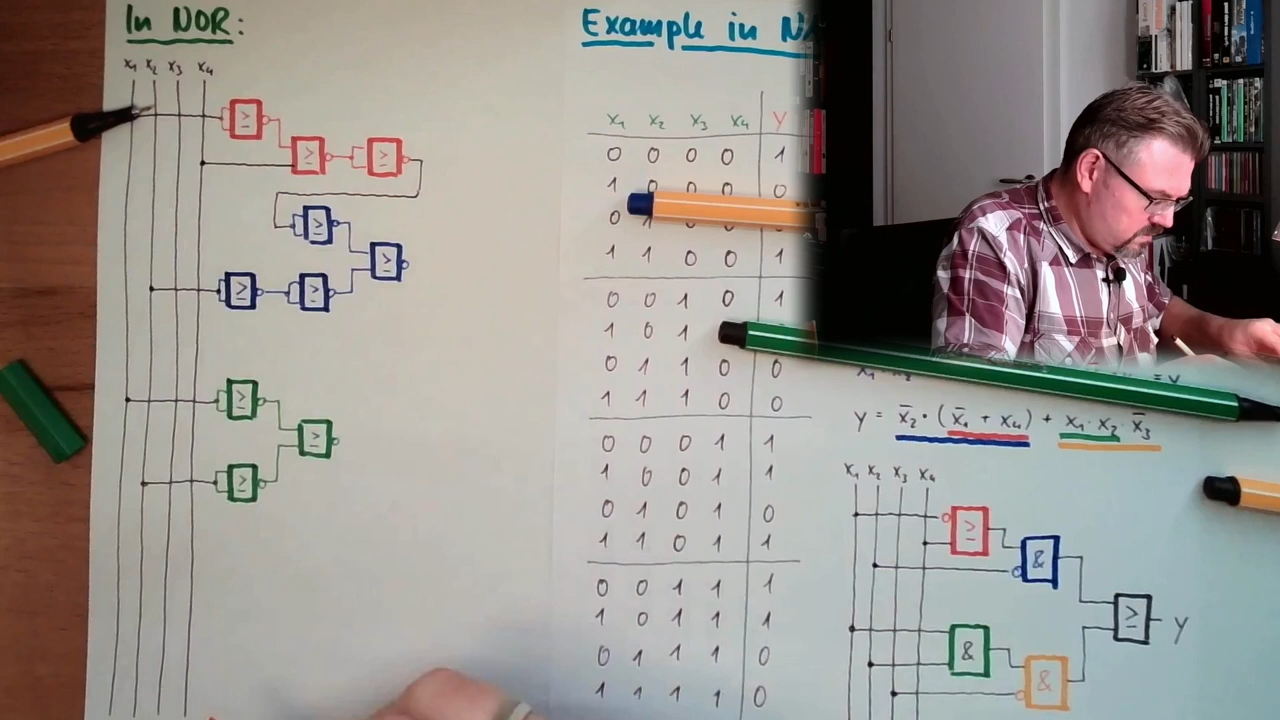 In NOR:
x₁ x₂ x₃ x₄
≥
≥ ≥
≥
≥
≥ ≥
≥
≥
≥
Example in
x₁ x₂ x₃ x₄ y
0 0 0 0 1
1 0 0 0 0
0 1
1 1 0 0 1
0 0 1 0 1
1 0 1
0 1 1 0 0
1 1 1 0 0
0 0 0 1 1
1 0 0 1 1
0 1 0 1 0
1 1 0 1 1
0 0 1 1 1
1 0 1 1 1
0 1 1 1 0
1 1 1 1 0
y = x̄₂ · (x̄₁ + x₄) + x₁ · x₂ · x̄₃
x₁ x₂ x₃ x₄
≥
&
≥ y
&
&